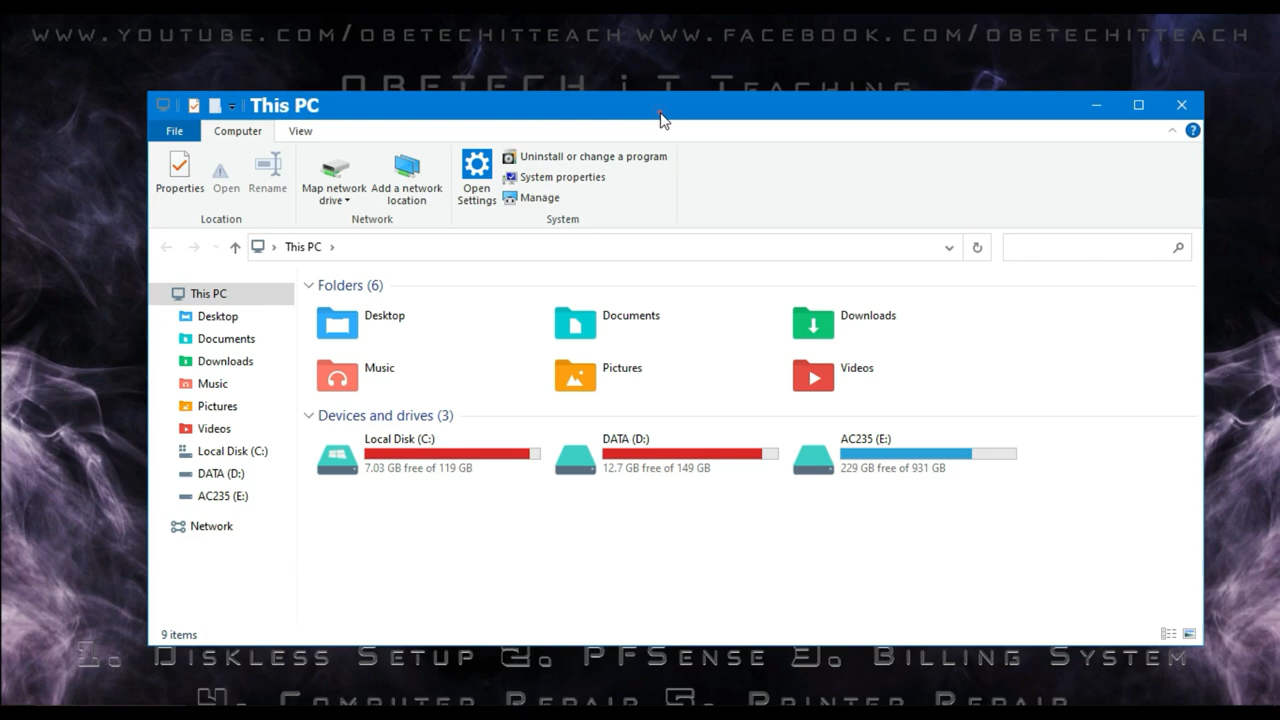 WWW.YOUTUBE.COM/OBETECHITTEACH WWW.FACEBOOK.COM/OBETECHITTEACH
OBETECH iT TEACHING
This PC
File Computer View
Properties Open Rename
Map network drive
Add a network location
Open Settings
Uninstall or change a program
System properties
Manage
Location Network System
This PC
This PC
Desktop
Documents
Downloads
Music
Pictures
Videos
Local Disk (C:)
DATA (D:)
AC235 (E:)
Network
Folders (6)
Desktop Documents Downloads
Music Pictures Videos
Devices and drives (3)
Local Disk (C:) DATA (D:) AC235 (E:)
7.03 GB free of 119 GB 12.7 GB free of 149 GB 229 GB free of 931 GB
9 items
1. DISKLESS SETUP 2. PFSENSE 3. BILLING SYSTEM
4. COMPUTER REPAIR 5. PRINTER REPAIR